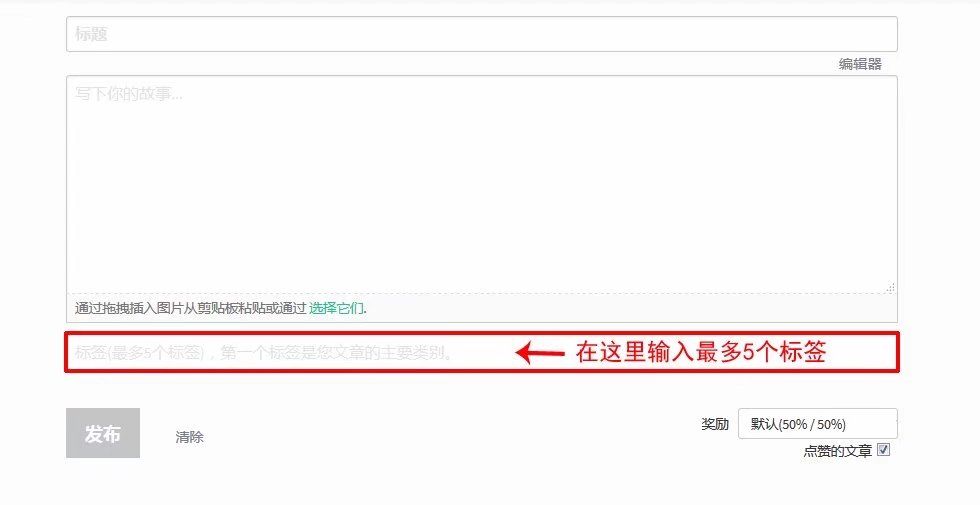 标题
编辑器
写下你的故事...
通过拖拽插入图片从剪贴板粘贴或通过 选择它们.
标签(最多5个标签)，第一个标签是您文章的主要类别。 在这里输入最多5个标签
发布 清除 奖励 默认(50% / 50%)
点赞的文章